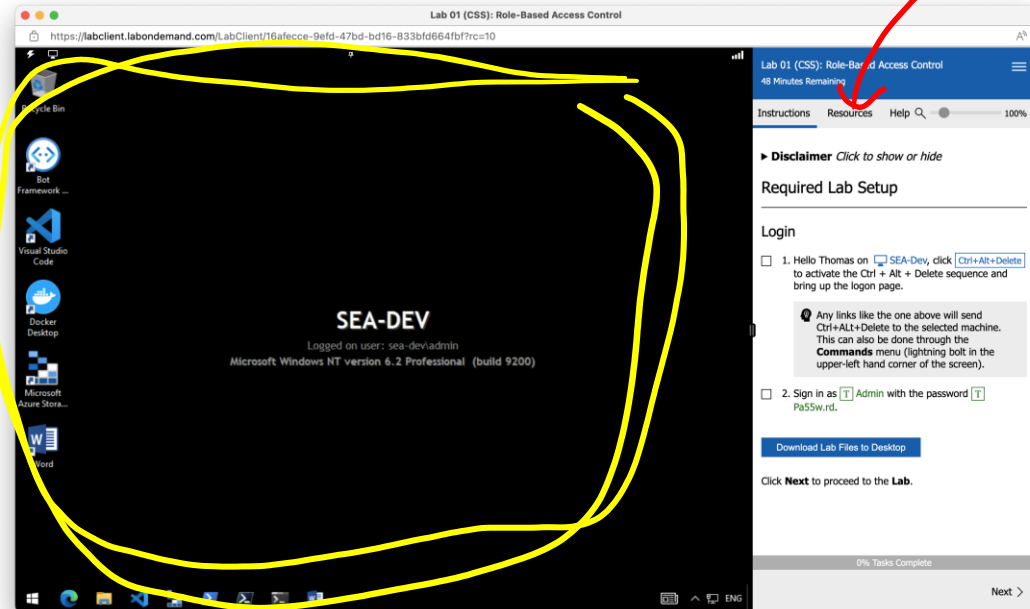 Lab 01 (CSS): Role-Based Access Control
https://labclient.labondemand.com/LabClient/16afecce-9efd-47bd-bd16-833bfd664fbf?rc=10
Recycle Bin
Bot
Framework ...
Visual Studio
Code
Docker
Desktop
Microsoft
Azure Stora...
Word
SEA-DEV
Logged on user: sea-dev\admin
Microsoft Windows NT version 6.2 Professional (build 9200)
ENG
Lab 01 (CSS): Role-Based Access Control
48 Minutes Remaining
Instructions Resources Help 100%
Disclaimer Click to show or hide
Required Lab Setup
Login
1. Hello Thomas on SEA-Dev, click Ctrl+Alt+Delete
to activate the Ctrl + Alt + Delete sequence and
bring up the logon page.
Any links like the one above will send
Ctrl+ALt+Delete to the selected machine.
This can also be done through the
Commands menu (lightning bolt in the
upper-left hand corner of the screen).
2. Sign in as T Admin with the password T
Pa55w.rd.
Download Lab Files to Desktop
Click Next to proceed to the Lab.
0% Tasks Complete
Next >